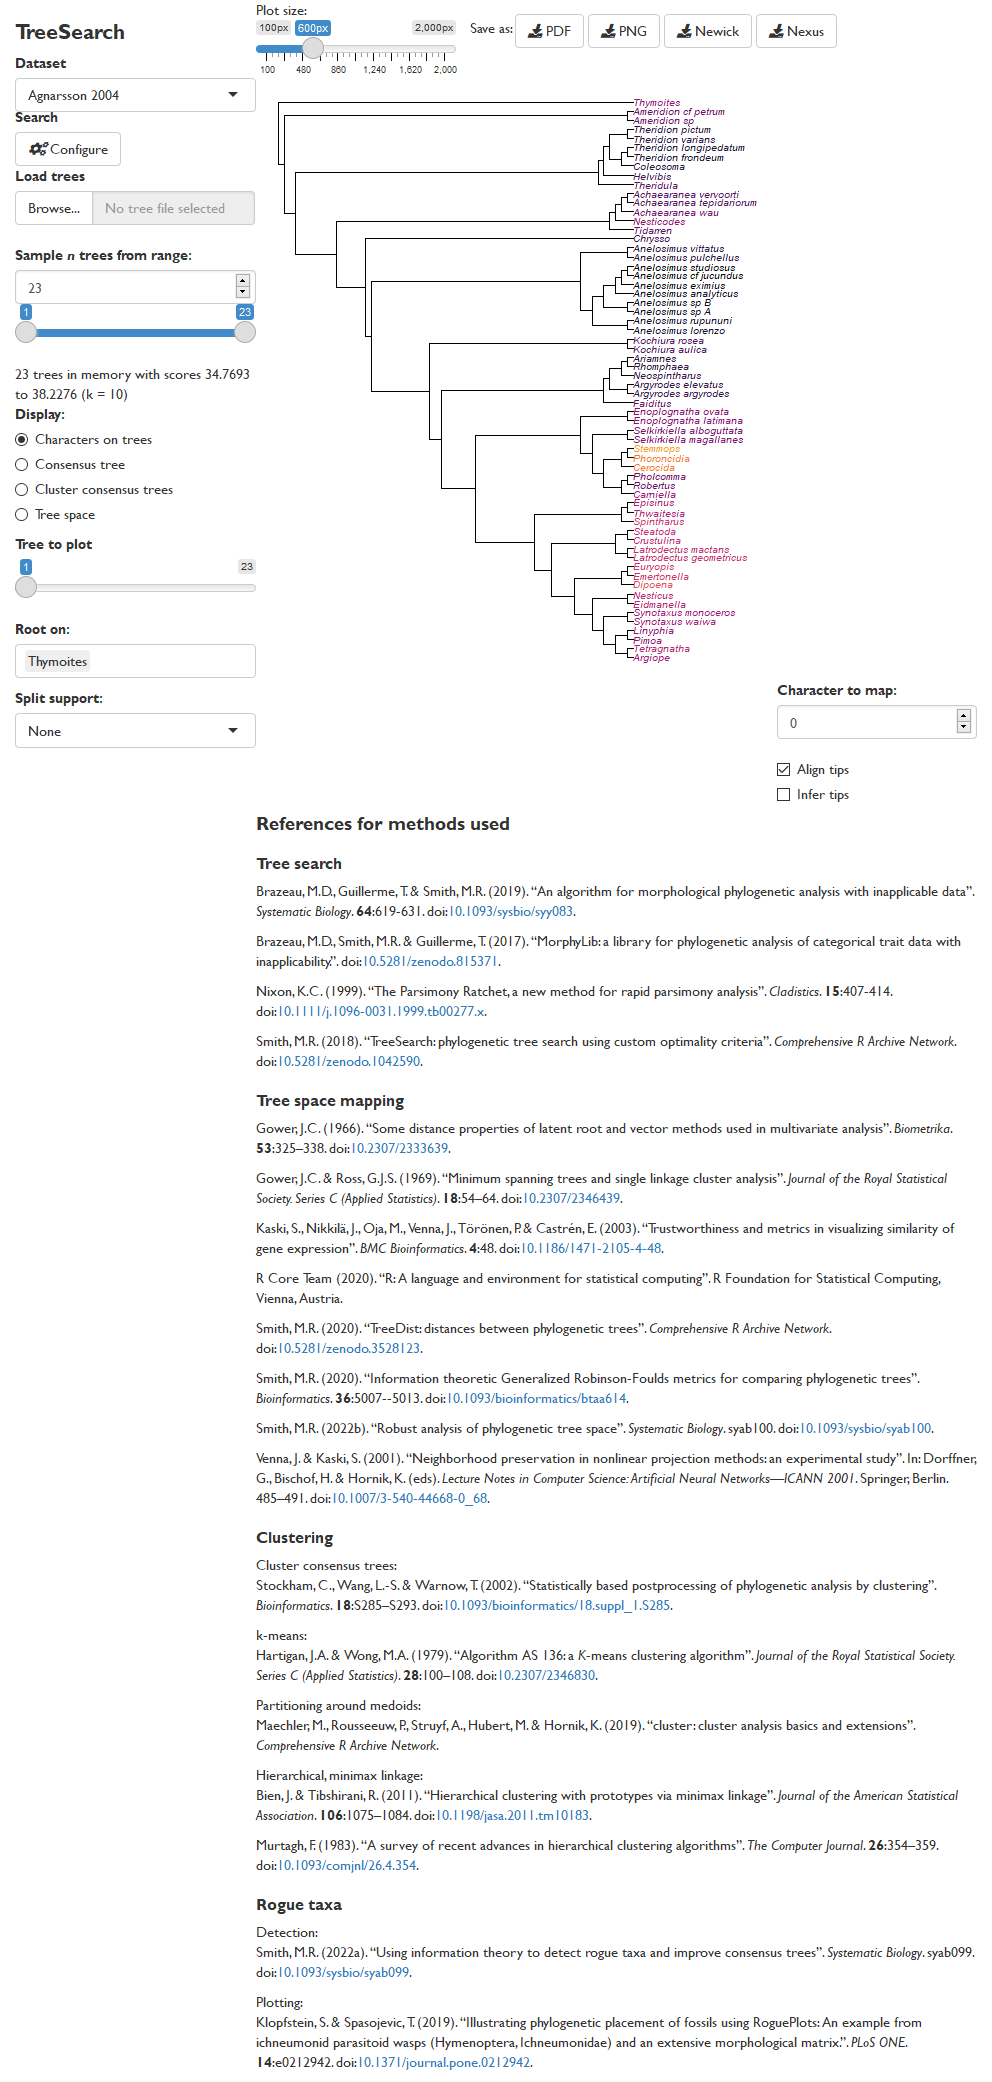 TreeSearch
Dataset
Agnarsson 2004
Search
Configure
Load trees
Browse... No tree file selected
Sample n trees from range:
23
1 23
23 trees in memory with scores 34.7693
to 38.2276 (k = 10)
Display:
Characters on trees
Consensus tree
Cluster consensus trees
Tree space
Tree to plot
1 23
Root on:
Thymoites
Split support:
None
Plot size:
100px 600px 2,000px
100 480 860 1,240 1,620 2,000
Save as: PDF PNG Newick Nexus
Thymoites
Ameridion cf petrum
Ameridion sp
Theridion pictum
Theridion varians
Theridion longipedatum
Theridion frondeum
Coleosoma
Helvibis
Theridula
Achaearanea vervoorti
Achaearanea tepidariorum
Achaearanea wau
Nesticodes
Tidarren
Chrysso
Anelosimus vittatus
Anelosimus pulchellus
Anelosimus studiosus
Anelosimus cf jucundus
Anelosimus eximius
Anelosimus analyticus
Anelosimus sp B
Anelosimus sp A
Anelosimus rupununi
Anelosimus lorenzo
Kochiura rosea
Kochiura aulica
Ariamnes
Rhomphaea
Neospintharus
Argyrodes elevatus
Argyrodes argyrodes
Faiditus
Enoplognatha ovata
Enoplognatha latimana
Selkirkiella alboguttata
Selkirkiella magallanes
Stemmops
Phoroncidia
Cerocida
Pholcomma
Robertus
Carniella
Episinus
Thwaitesia
Spintharus
Steatoda
Crustulina
Latrodectus mactans
Latrodectus geometricus
Euryopis
Emertonella
Dipoena
Nesticus
Eidmanella
Synotaxus monoceros
Synotaxus waiwa
Linyphia
Pimoa
Tetragnatha
Argiope
Character to map:
0
Align tips
Infer tips
References for methods used
Tree search
Brazeau, M.D., Guillerme, T. & Smith, M.R. (2019). “An algorithm for morphological phylogenetic analysis with inapplicable data”.
Systematic Biology. 64:619-631. doi:10.1093/sysbio/syy083.
Brazeau, M.D., Smith, M.R. & Guillerme, T. (2017). “MorphyLib: a library for phylogenetic analysis of categorical trait data with
inapplicability.”. doi:10.5281/zenodo.815371.
Nixon, K.C. (1999). “The Parsimony Ratchet, a new method for rapid parsimony analysis”. Cladistics. 15:407-414.
doi:10.1111/j.1096-0031.1999.tb00277.x.
Smith, M.R. (2018). “TreeSearch: phylogenetic tree search using custom optimality criteria”. Comprehensive R Archive Network.
doi:10.5281/zenodo.1042590.
Tree space mapping
Gower, J.C. (1966). “Some distance properties of latent root and vector methods used in multivariate analysis”. Biometrika.
53:325–338. doi:10.2307/2333639.
Gower, J.C. & Ross, G.J.S. (1969). “Minimum spanning trees and single linkage cluster analysis”. Journal of the Royal Statistical
Society. Series C (Applied Statistics). 18:54–64. doi:10.2307/2346439.
Kaski, S., Nikkilä, J., Oja, M., Venna, J., Törönen, P. & Castrén, E. (2003). “Trustworthiness and metrics in visualizing similarity of
gene expression”. BMC Bioinformatics. 4:48. doi:10.1186/1471-2105-4-48.
R Core Team (2020). “R: A language and environment for statistical computing”. R Foundation for Statistical Computing,
Vienna, Austria.
Smith, M.R. (2020). “TreeDist: distances between phylogenetic trees”. Comprehensive R Archive Network.
doi:10.5281/zenodo.3528123.
Smith, M.R. (2020). “Information theoretic Generalized Robinson-Foulds metrics for comparing phylogenetic trees”.
Bioinformatics. 36:5007--5013. doi:10.1093/bioinformatics/btaa614.
Smith, M.R. (2022b). “Robust analysis of phylogenetic tree space”. Systematic Biology. syab100. doi:10.1093/sysbio/syab100.
Venna, J. & Kaski, S. (2001). “Neighborhood preservation in nonlinear projection methods: an experimental study”. In: Dorffner,
G., Bischof, H. & Hornik, K. (eds). Lecture Notes in Computer Science: Artificial Neural Networks—ICANN 2001. Springer, Berlin.
485–491. doi:10.1007/3-540-44668-0_68.
Clustering
Cluster consensus trees:
Stockham, C., Wang, L.-S. & Warnow, T. (2002). “Statistically based postprocessing of phylogenetic analysis by clustering”.
Bioinformatics. 18:S285–S293. doi:10.1093/bioinformatics/18.suppl_1.S285.
k-means:
Hartigan, J.A. & Wong, M.A. (1979). “Algorithm AS 136: a K-means clustering algorithm”. Journal of the Royal Statistical Society.
Series C (Applied Statistics). 28:100–108. doi:10.2307/2346830.
Partitioning around medoids:
Maechler, M., Rousseeuw, P., Struyf, A., Hubert, M. & Hornik, K. (2019). “cluster: cluster analysis basics and extensions”.
Comprehensive R Archive Network.
Hierarchical, minimax linkage:
Bien, J. & Tibshirani, R. (2011). “Hierarchical clustering with prototypes via minimax linkage”. Journal of the American Statistical
Association. 106:1075–1084. doi:10.1198/jasa.2011.tm10183.
Murtagh, F. (1983). “A survey of recent advances in hierarchical clustering algorithms”. The Computer Journal. 26:354–359.
doi:10.1093/comjnl/26.4.354.
Rogue taxa
Detection:
Smith, M.R. (2022a). “Using information theory to detect rogue taxa and improve consensus trees”. Systematic Biology. syab099.
doi:10.1093/sysbio/syab099.
Plotting:
Klopfstein, S. & Spasojevic, T. (2019). “Illustrating phylogenetic placement of fossils using RoguePlots: An example from
ichneumonid parasitoid wasps (Hymenoptera, Ichneumonidae) and an extensive morphological matrix.”. PLoS ONE.
14:e0212942. doi:10.1371/journal.pone.0212942.